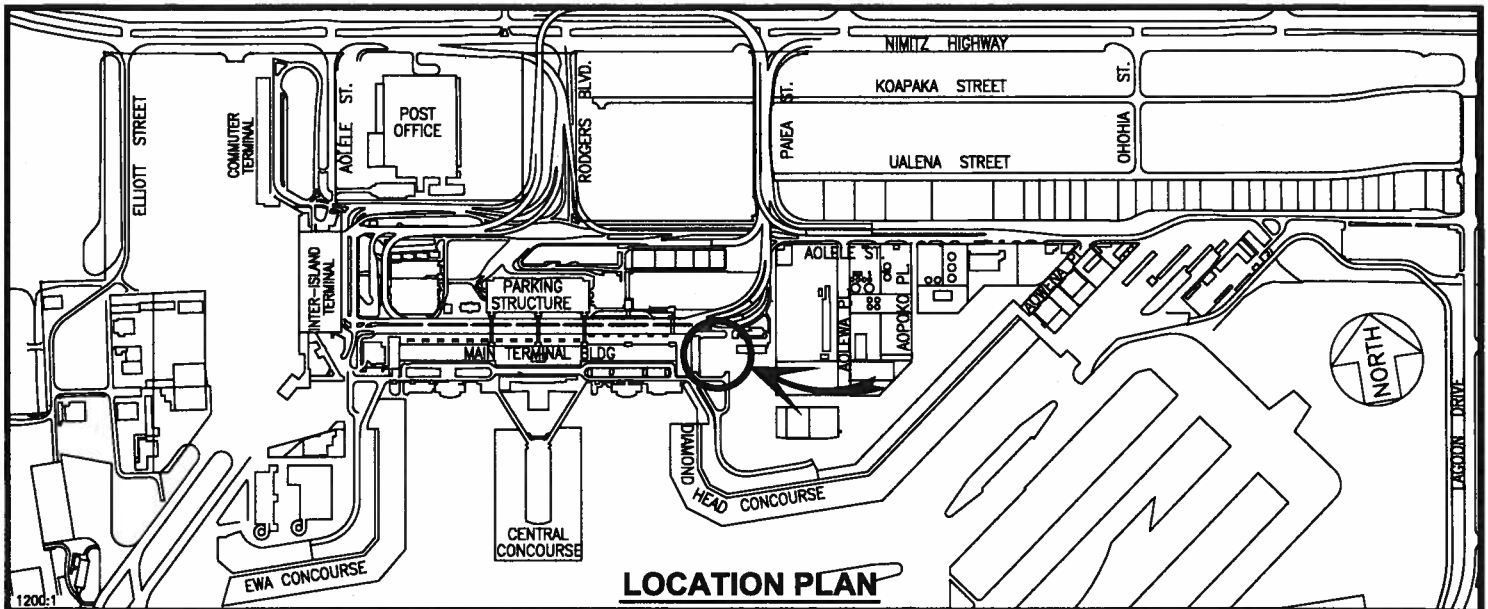 NIMITZ HIGHWAY
KOAPAKA STREET
UALENA STREET
OHOHIA ST.
PAIEA ST.
RODGERS BLVD.
POST
OFFICE
AOLELE ST.
COMMUTER
TERMINAL
ELLIOTT STREET
INTER-ISLAND
TERMINAL
PARKING
STRUCTURE
MAIN TERMINAL BLDG
AOLELE ST.
AOLEWA PL.
AOPOKO PL.
AOWENA PL.
NORTH
LAGOON DRIVE
DIAMOND
HEAD CONCOURSE
CENTRAL
CONCOURSE
EWA CONCOURSE
LOCATION PLAN
1200:1